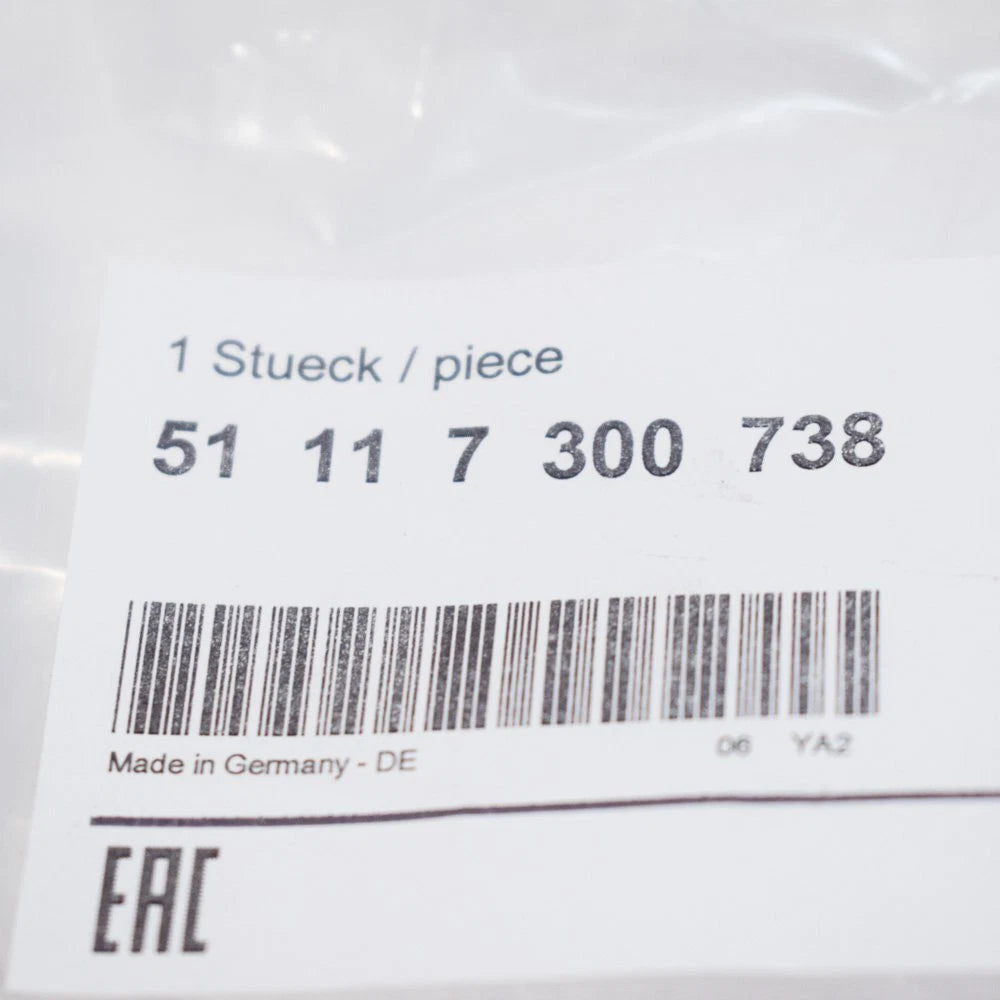 1 Stueck / piece
51 11 7 300 738
Made in Germany - DE 06 YA2
EAC